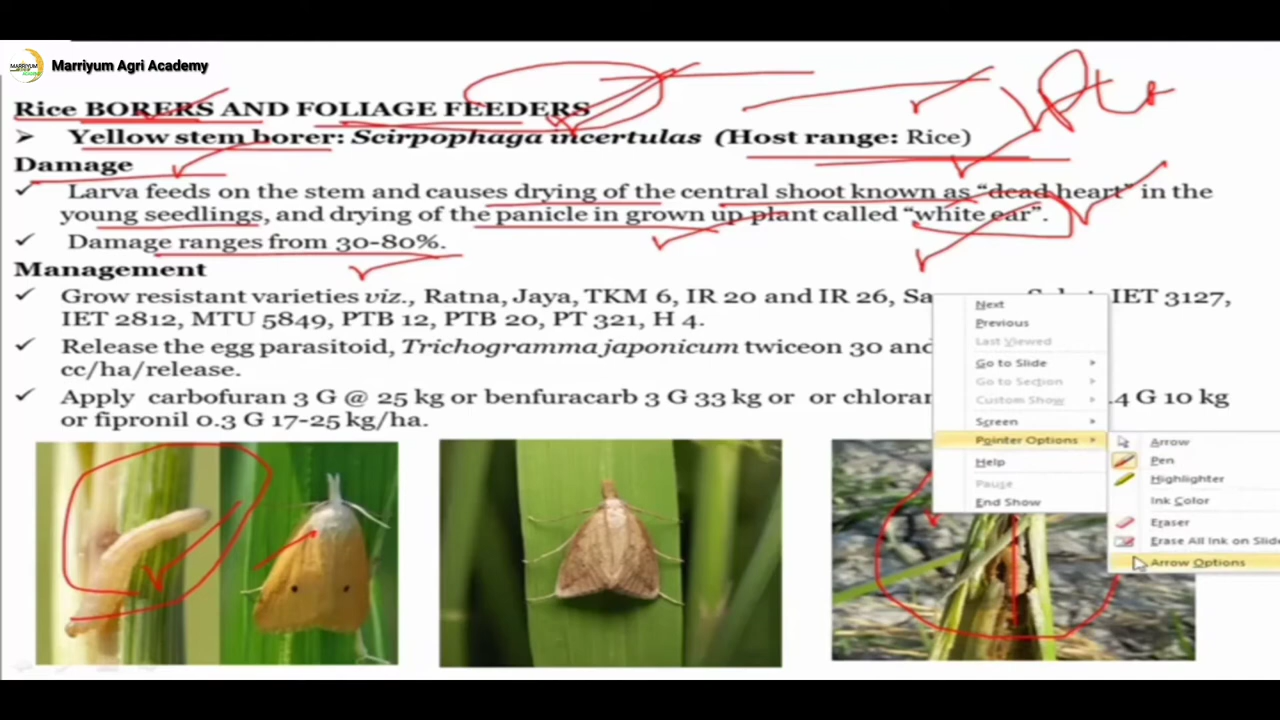 Marriyum Agri Academy
Rice BORERS AND FOLIAGE FEEDERS
Yellow stem borer: Scirpophaga incertulas (Host range: Rice)
Damage
Larva feeds on the stem and causes drying of the central shoot known as “dead heart” in the
young seedlings, and drying of the panicle in grown up plant called “white ear”.
Damage ranges from 30-80%.
Management
Grow resistant varieties viz., Ratna, Jaya, TKM 6, IR 20 and IR 26, IET 3127,
IET 2812, MTU 5849, PTB 12, PTB 20, PT 321, H 4.
Release the egg parasitoid, Trichogramma japonicum twiceon 30 and
cc/ha/release.
Apply carbofuran 3 G @ 25 kg or benfuracarb 3 G 33 kg or or G 10 kg
or fipronil 0.3 G 17-25 kg/ha.
Next
Previous
Last Viewed
Go to Slide
Go to Section
Custom Show
Screen
Pointer Options
Help
Pause
End Show
Arrow
Pen
Highlighter
Ink Color
Eraser
Erase All Ink on Slide
Arrow Options